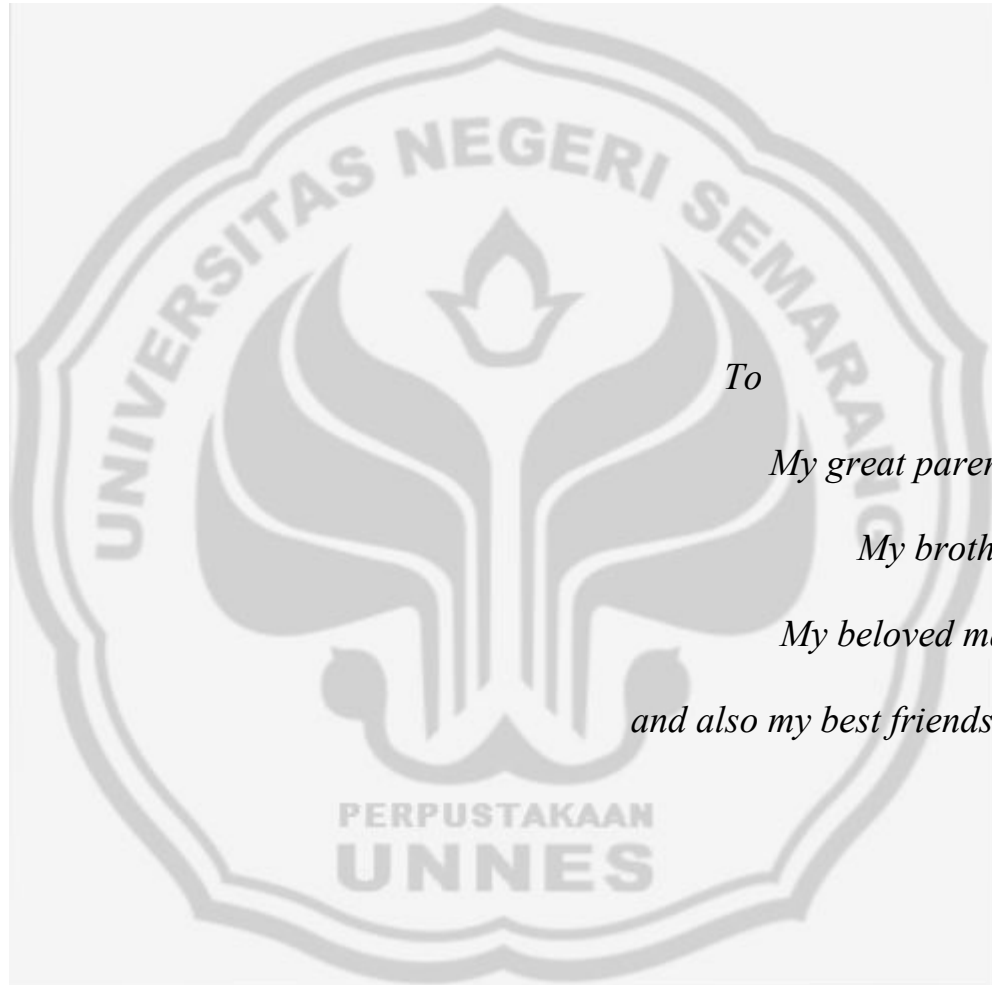 UNIVERSITAS NEGERI SEMARANG
To
My great paren
My broth
My beloved m
and also my best friends
PERPUSTAKAAN
UNNES